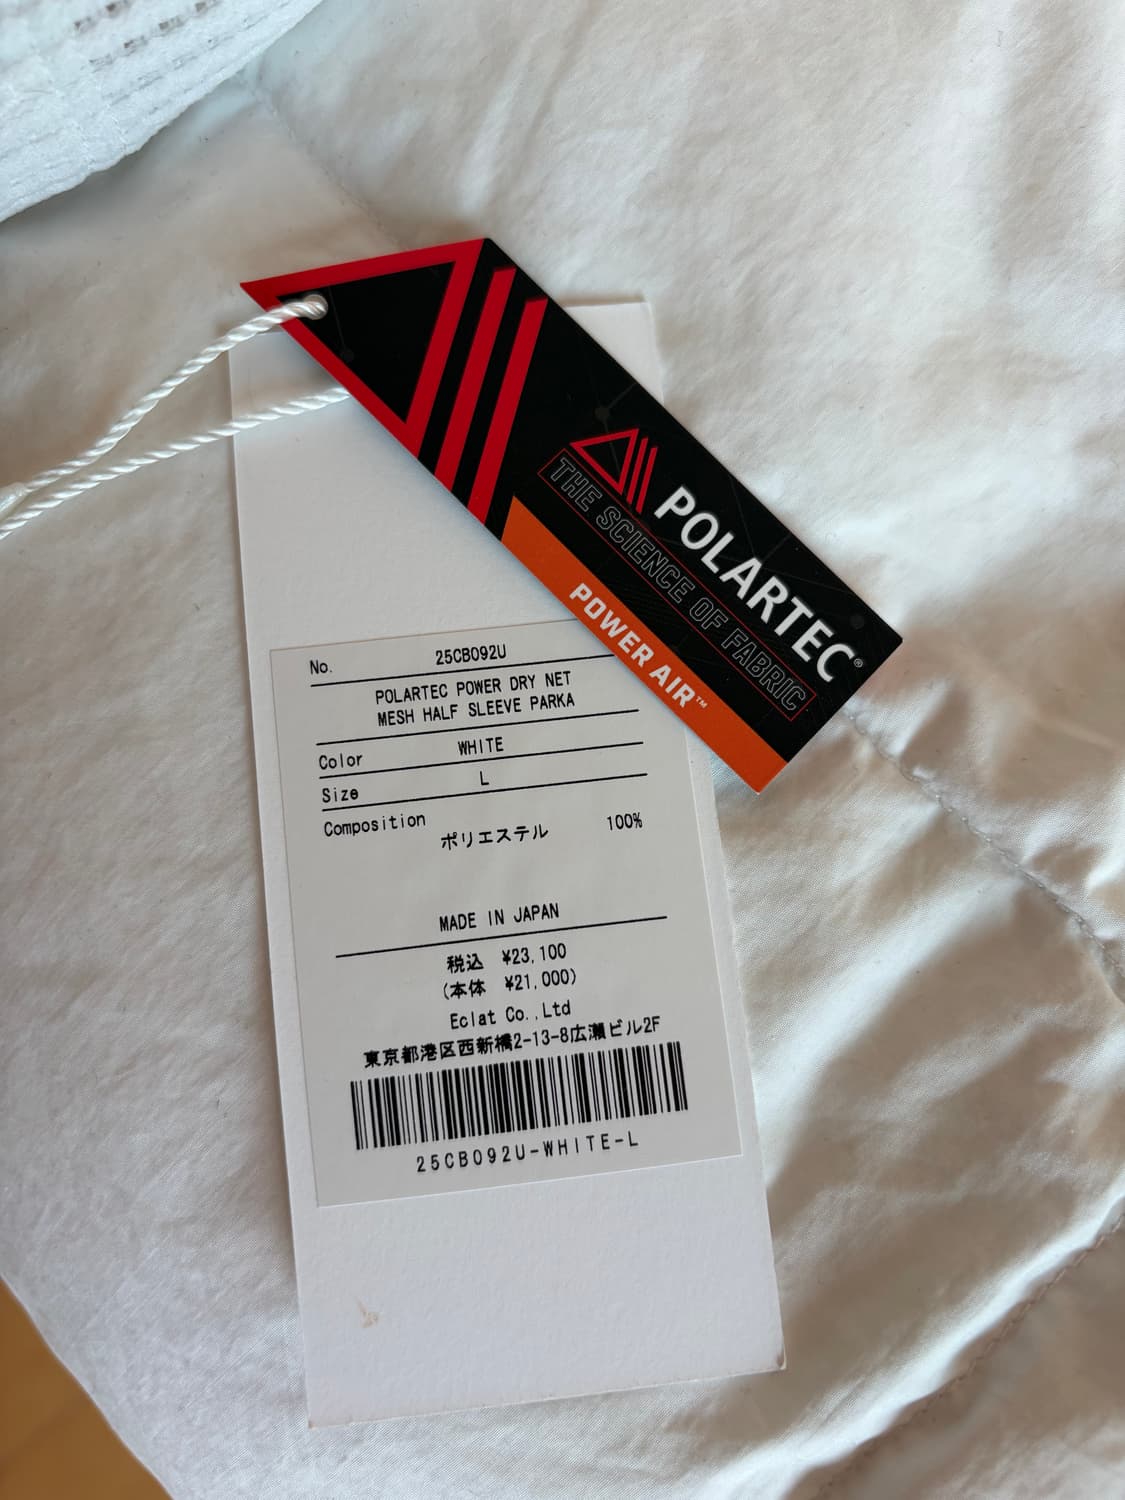 POLARTEC®
THE SCIENCE OF FABRIC
POWER AIR™
No. 25CB092U
POLARTEC POWER DRY NET
MESH HALF SLEEVE PARKA
Color WHITE
Size L
Composition
ポリエステル 100%
MADE IN JAPAN
税込 ¥23,100
(本体 ¥21,000)
Eclat Co.,Ltd
東京都港区西新橋2-13-8広瀬ビル2F
25CB092U-WHITE-L